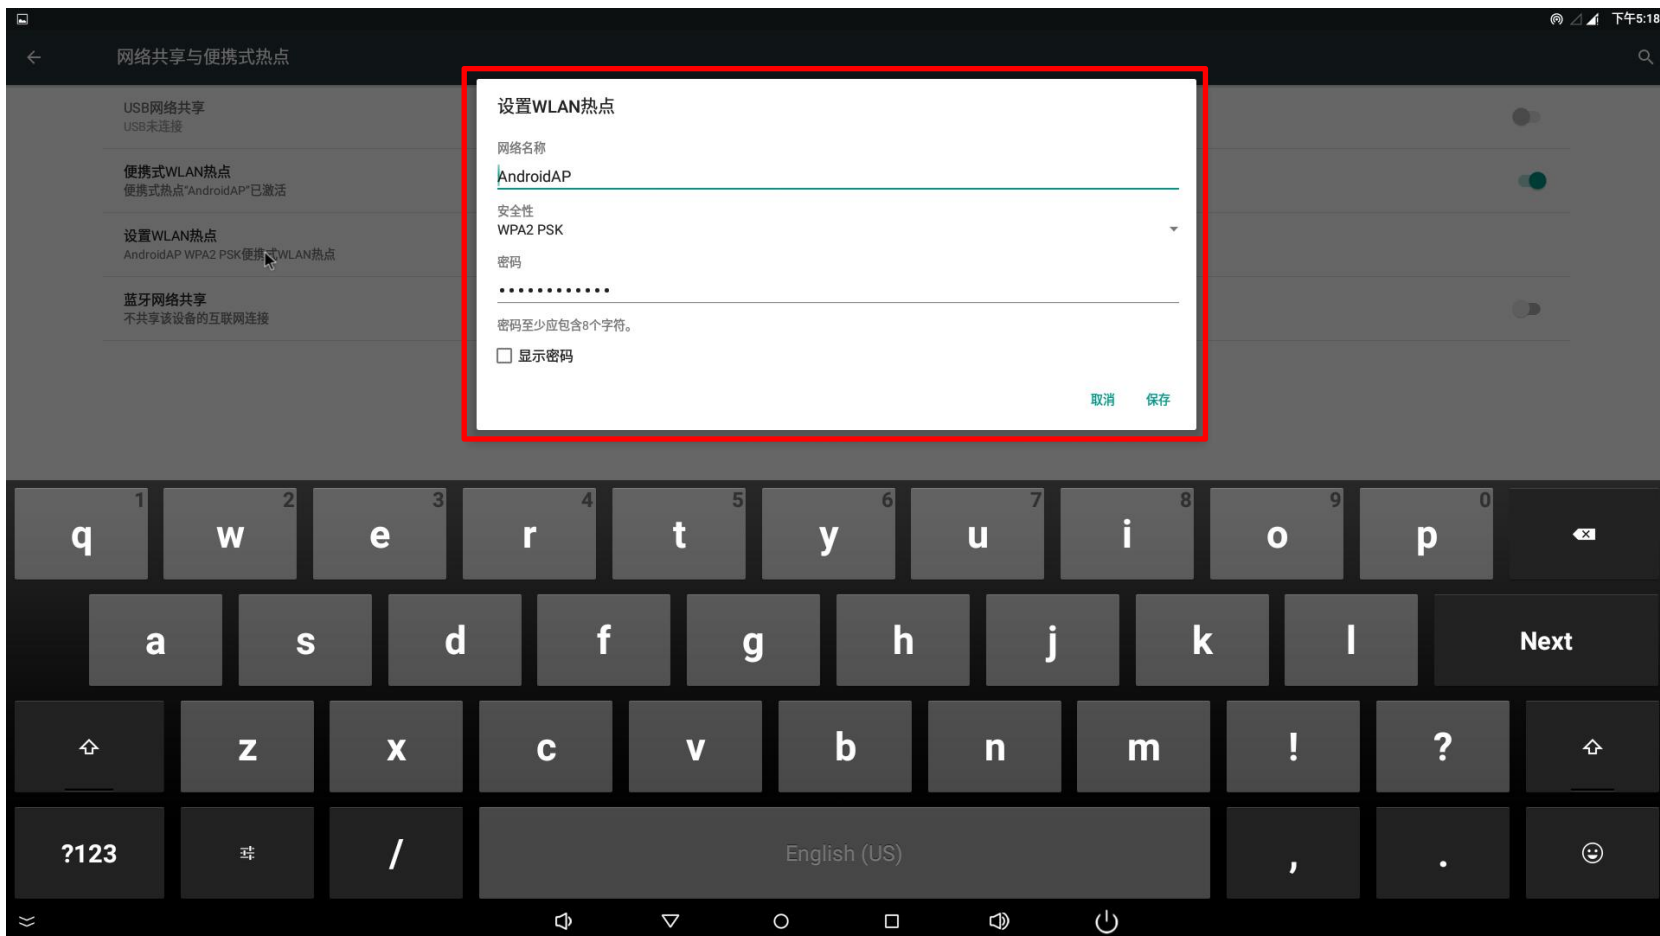 下午5:18
网络共享与便携式热点
USB网络共享
USB未连接
便携式WLAN热点
便携式热点"AndroidAP"已激活
设置WLAN热点
AndroidAP WPA2 PSK便携式WLAN热点
蓝牙网络共享
不共享该设备的互联网连接
设置WLAN热点
网络名称
AndroidAP
安全性
WPA2 PSK
密码
••••••••••••
密码至少应包含8个字符。
显示密码
取消 保存
1 2 3 4 5 6 7 8 9 0
q w e r t y u i o p
a s d f g h j k l Next
z x c v b n m ! ?
?123 / English (US) , .